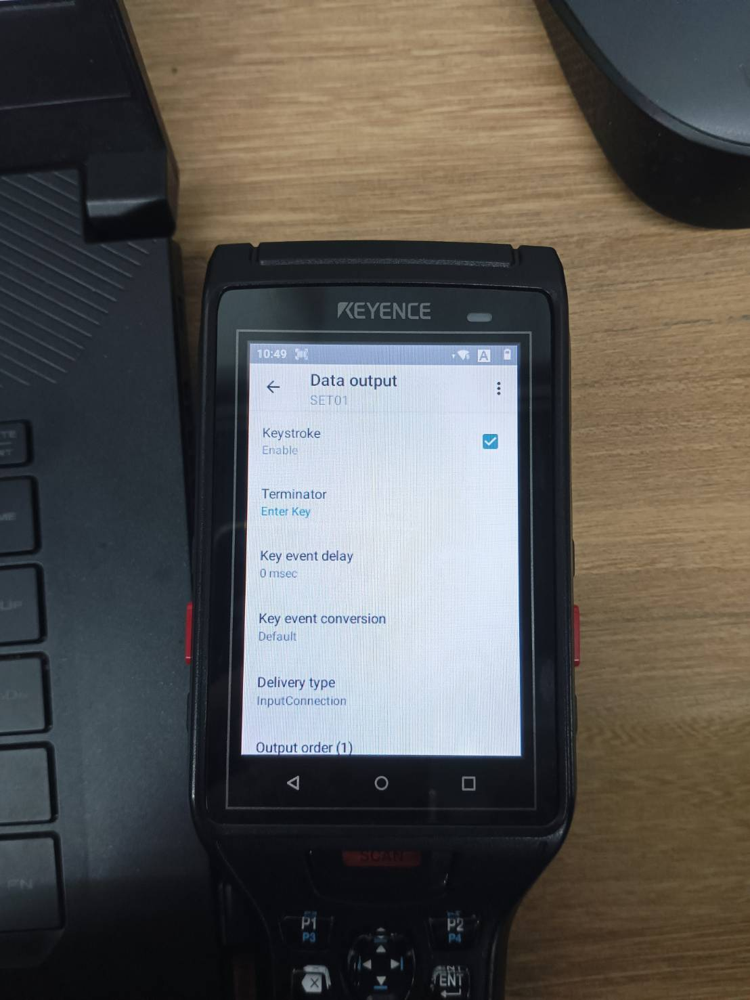 KEYENCE
10:49
A
Data output
SET01
Keystroke
Enable
Terminator
Enter Key
Key event delay
0 msec
Key event conversion
Default
Delivery type
InputConnection
Output order (1)
SCAN
P1
P2
P3
P4
ENT
FN